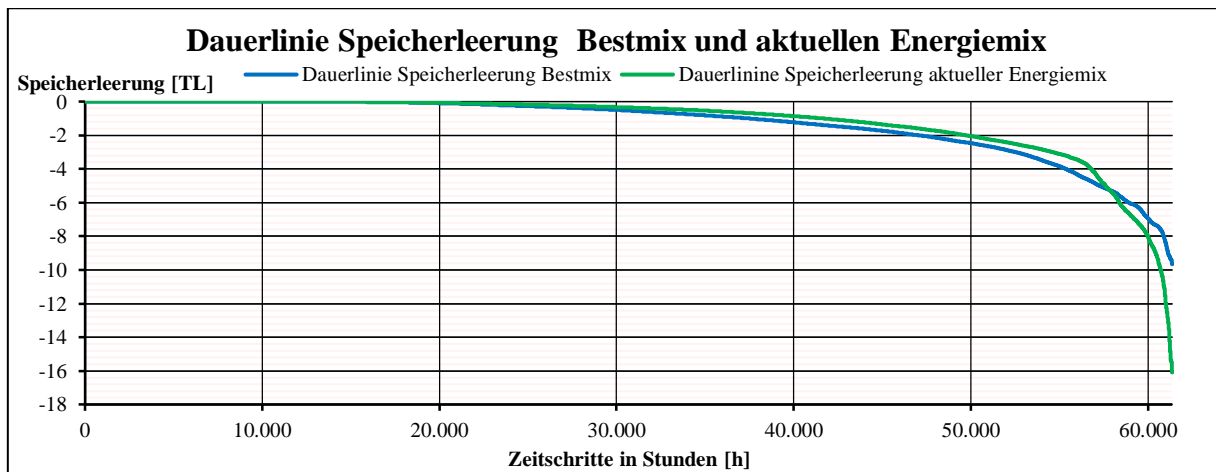 Dauerlinie Speicherleerung  Bestmix und aktuellen Energiemix
Speicherleerung [TL]
Dauerlinie Speicherleerung Bestmix
Dauerlinine Speicherleerung aktueller Energiemix
0
-2
-4
-6
-8
-10
-12
-14
-16
-18
0 10.000 20.000 30.000 40.000 50.000 60.000
Zeitschritte in Stunden [h]